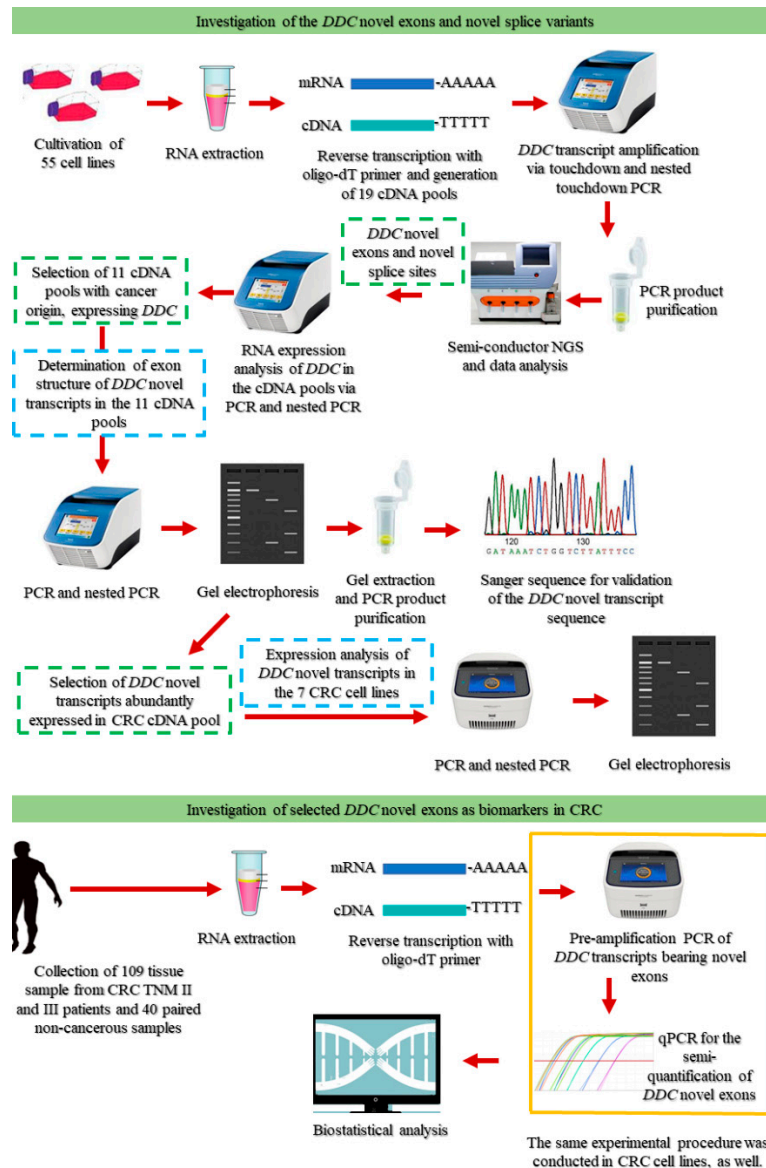 Investigation of the DDC novel exons and novel splice variants
mRNA
-AAAAA
cDNA
-TTTTT
Cultivation of
55 cell lines
RNA extraction
Reverse transcription with
oligo-dT primer and generation
of 19 cDNA pools
DDC transcript amplification
via touchdown and nested
touchdown PCR
DDC novel
exons and novel
splice sites
Selection of 11 cDNA
pools with cancer
origin, expressing DDC
PCR product
purification
Semi-conductor NGS
and data analysis
RNA expression
analysis of DDC in
the cDNA pools via
PCR and nested PCR
Determination of exon
structure of DDC novel
transcripts in the 11 cDNA
pools
120
130
GATAAATCTGGTCTTATTTCC
PCR and nested PCR
Gel electrophoresis
Gel extraction
and PCR product
purification
Sanger sequence for validation
of the DDC novel transcript
sequence
Selection of DDC novel
transcripts abundantly
expressed in CRC cDNA pool
Expression analysis of
DDC novel transcripts in
the 7 CRC cell lines
PCR and nested PCR
Gel electrophoresis
Investigation of selected DDC novel exons as biomarkers in CRC
mRNA
-AAAAA
cDNA
-TTTTT
RNA extraction
Reverse transcription with
oligo-dT primer
Pre-amplification PCR of
DDC transcripts bearing novel
exons
Collection of 109 tissue
sample from CRC TNM II
and III patients and 40 paired
non-cancerous samples
qPCR for the
semi-
quantification of
DDC novel exons
Biostatistical analysis
The same experimental procedure was
conducted in CRC cell lines, as well.